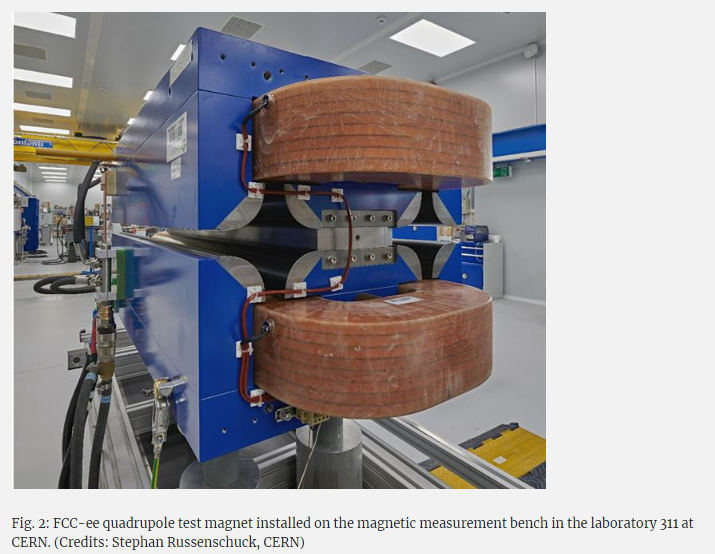 Fig. 2: FCC-ee quadrupole test magnet installed on the magnetic measurement bench in the laboratory 311 at
CERN. (Credits: Stephan Russenschuck, CERN)